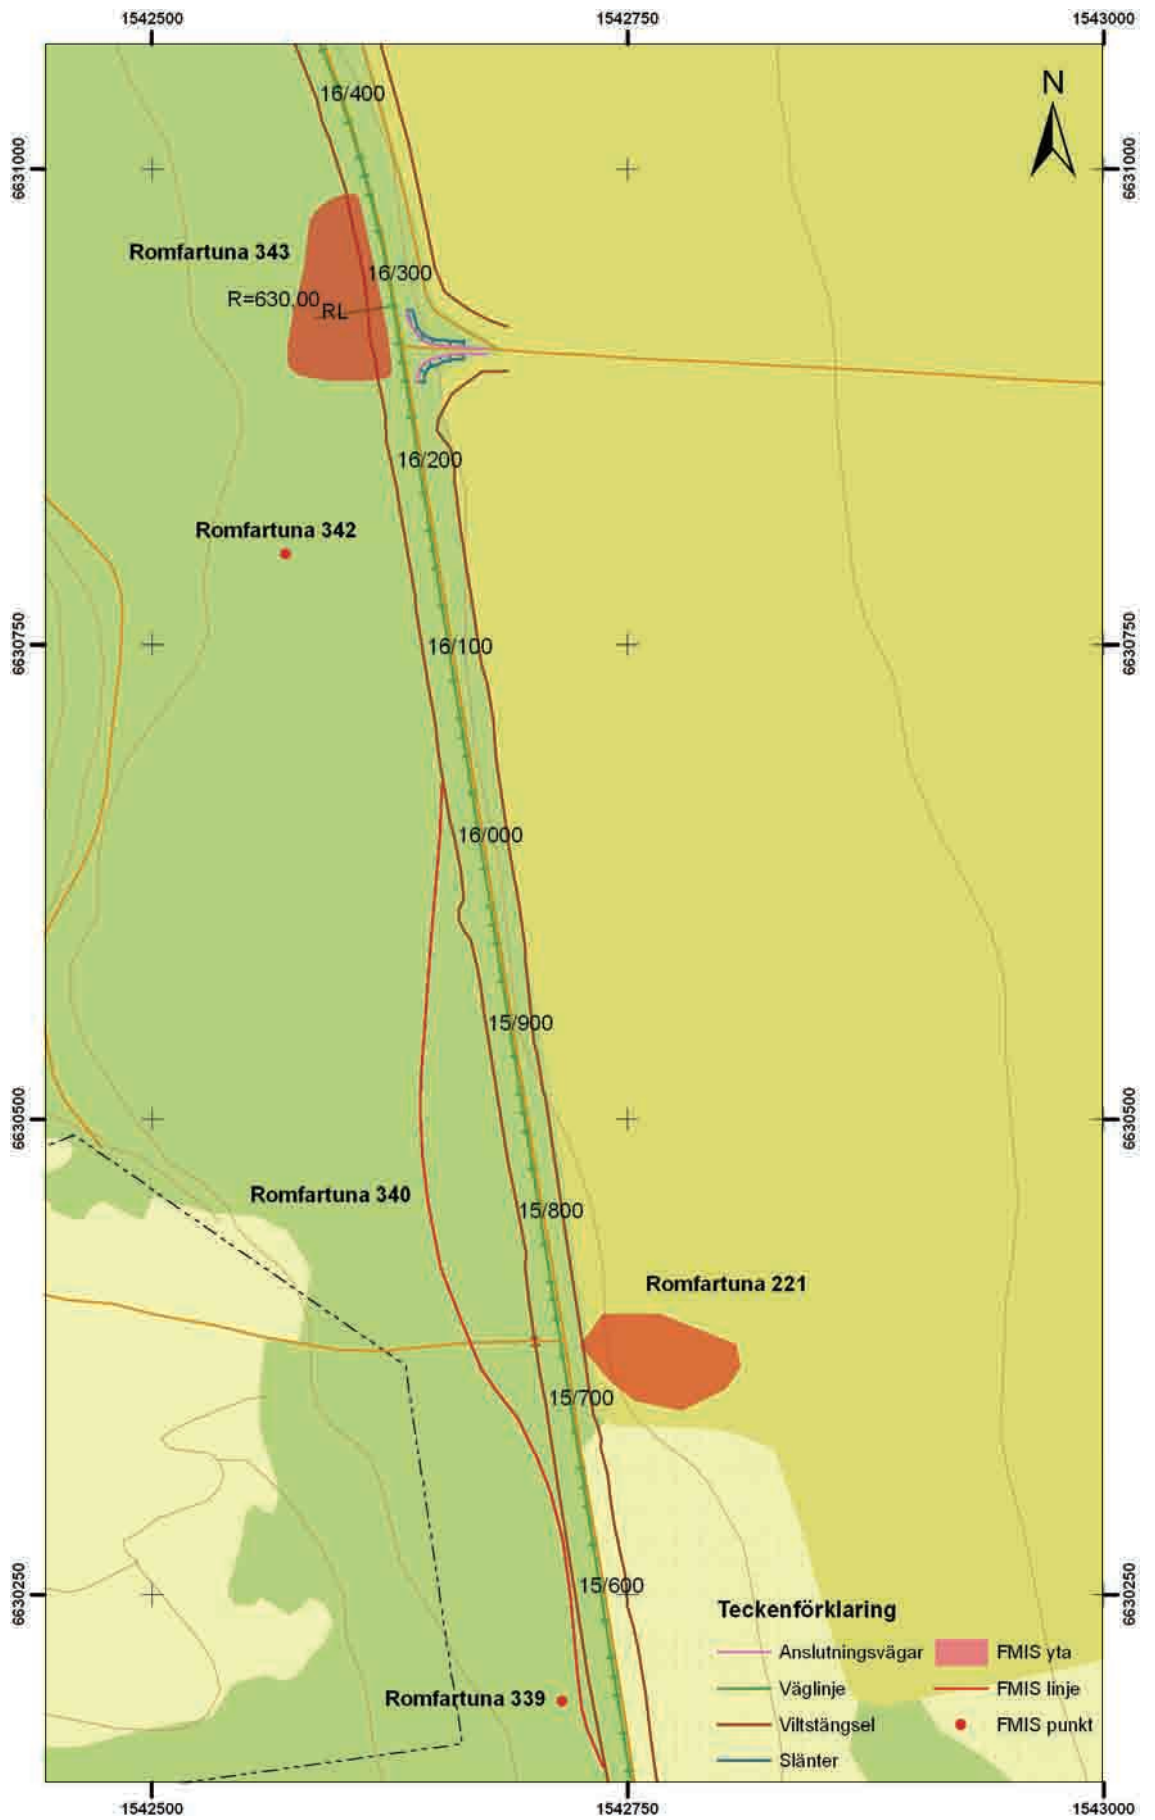 1542500 1542750 1543000
16/400
N
6631000 6631000
Romfartuna 343
16/300
R=630.00 RL
16/200
Romfartuna 342
6630750 6630750
16/100
16/000
15/900
6630500 6630500
Romfartuna 340
15/800
Romfartuna 221
15/700
6630250 6630250
15/600
Teckenförklaring
Anslutningsvägar FMIS yta
Väglinje FMIS linje
Viltstängsel FMIS punkt
Slänter
Romfartuna 339
1542500 1542750 1543000